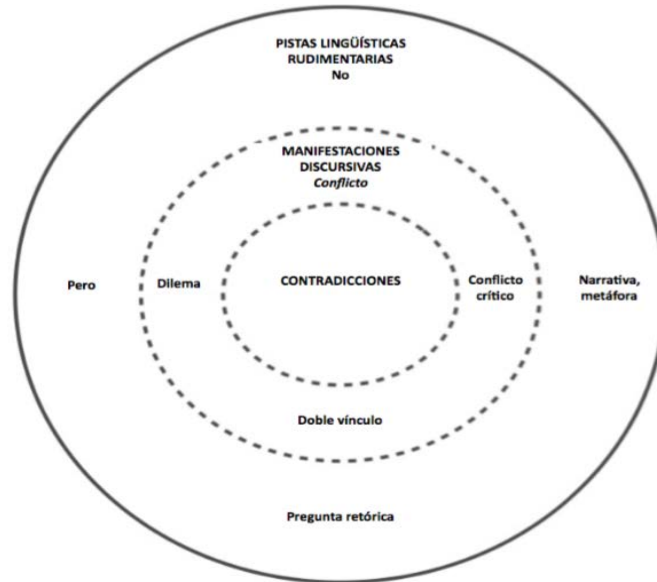 PISTAS LINGÜÍSTICAS
RUDIMENTARIAS
No
MANIFESTACIONES
DISCURSIVAS
Conflicto
Pero
Dilema
CONTRADICCIONES
Conflicto
crítico
Narrativa,
metáfora
Doble vínculo
Pregunta retórica